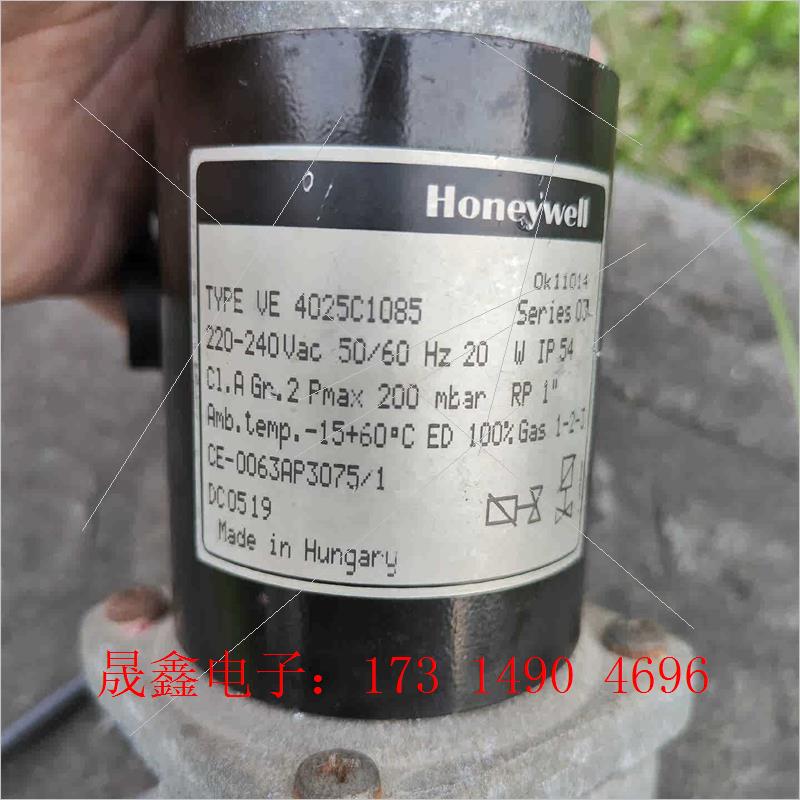 Honeywell
Ok11014
TYPE VE 4025C1085 Series 03
220-240Vac 50/60 Hz 20 W IP 54
Cl.A Gr.2 Pmax 200 mbar RP 1"
Amb.temp.-15+60°C ED 100% Gas 1-2-3
CE-0063AP3075/1
DC0519
Made in Hungary
晟鑫电子：173 1490 4696